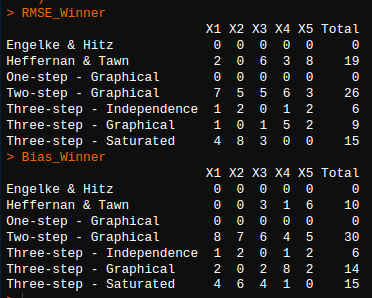 > RMSE_Winner
X1 X2 X3 X4 X5 Total
Engelke & Hitz 0 0 0 0 0 0
Heffernan & Tawn 2 0 6 3 8 19
One-step - Graphical 0 0 0 0 0 0
Two-step - Graphical 7 5 5 6 3 26
Three-step - Independence 1 2 0 1 2 6
Three-step - Graphical 1 0 1 5 2 9
Three-step - Saturated 4 8 3 0 0 15
> Bias_Winner
X1 X2 X3 X4 X5 Total
Engelke & Hitz 0 0 0 0 0 0
Heffernan & Tawn 0 0 3 1 6 10
One-step - Graphical 0 0 0 0 0 0
Two-step - Graphical 8 7 6 4 5 30
Three-step - Independence 1 2 0 1 2 6
Three-step - Graphical 2 0 2 8 2 14
Three-step - Saturated 4 6 4 1 0 15